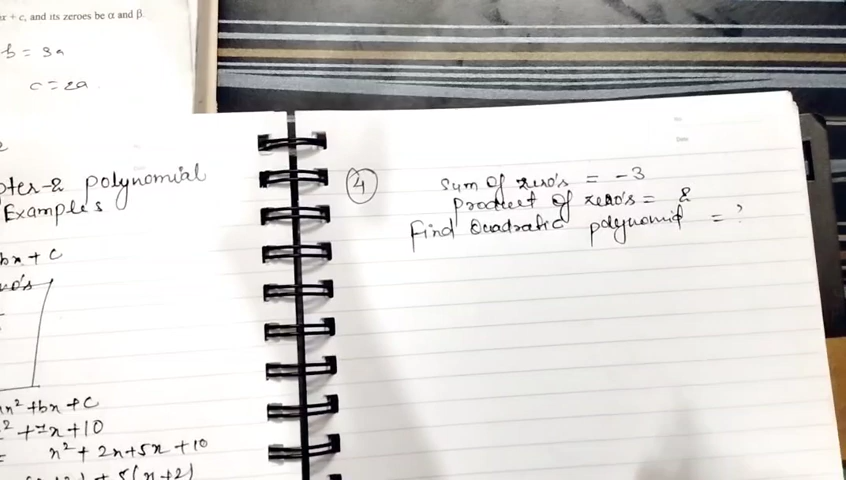 x + c, and its zeroes be α and β.
b = 3a
c = 2a
pter-2 polynomial
Examples
bx + c
x² + bx + c
² + 7x + 10
= x² + 2x + 5x + 10
+ 5(x+2)
4
Sum of zero's = -3
Product of zero's = 2
Find Quadratic polynomial = ?